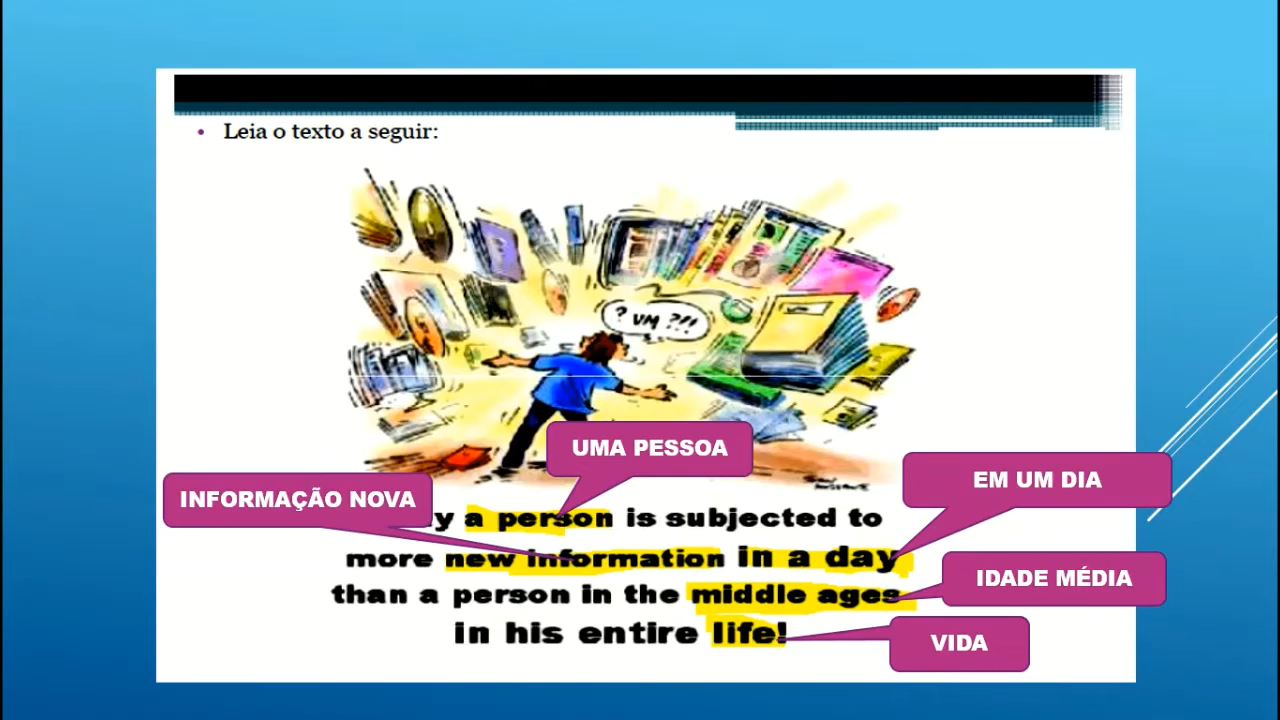 • Leia o texto a seguir:
? UM ?!!
UMA PESSOA
EM UM DIA
INFORMAÇÃO NOVA
y a person is subjected to
more new information in a day
IDADE MÉDIA
than a person in the middle ages
in his entire life!
VIDA